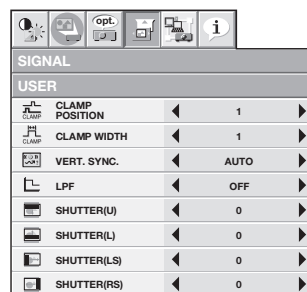 opt. i
SIGNAL
USER
CLAMP CLAMP POSITION 1
CLAMP CLAMP WIDTH 1
VERT. SYNC. AUTO
LPF OFF
SHUTTER(U) 0
SHUTTER(L) 0
SHUTTER(LS) 0
SHUTTER(RS) 0